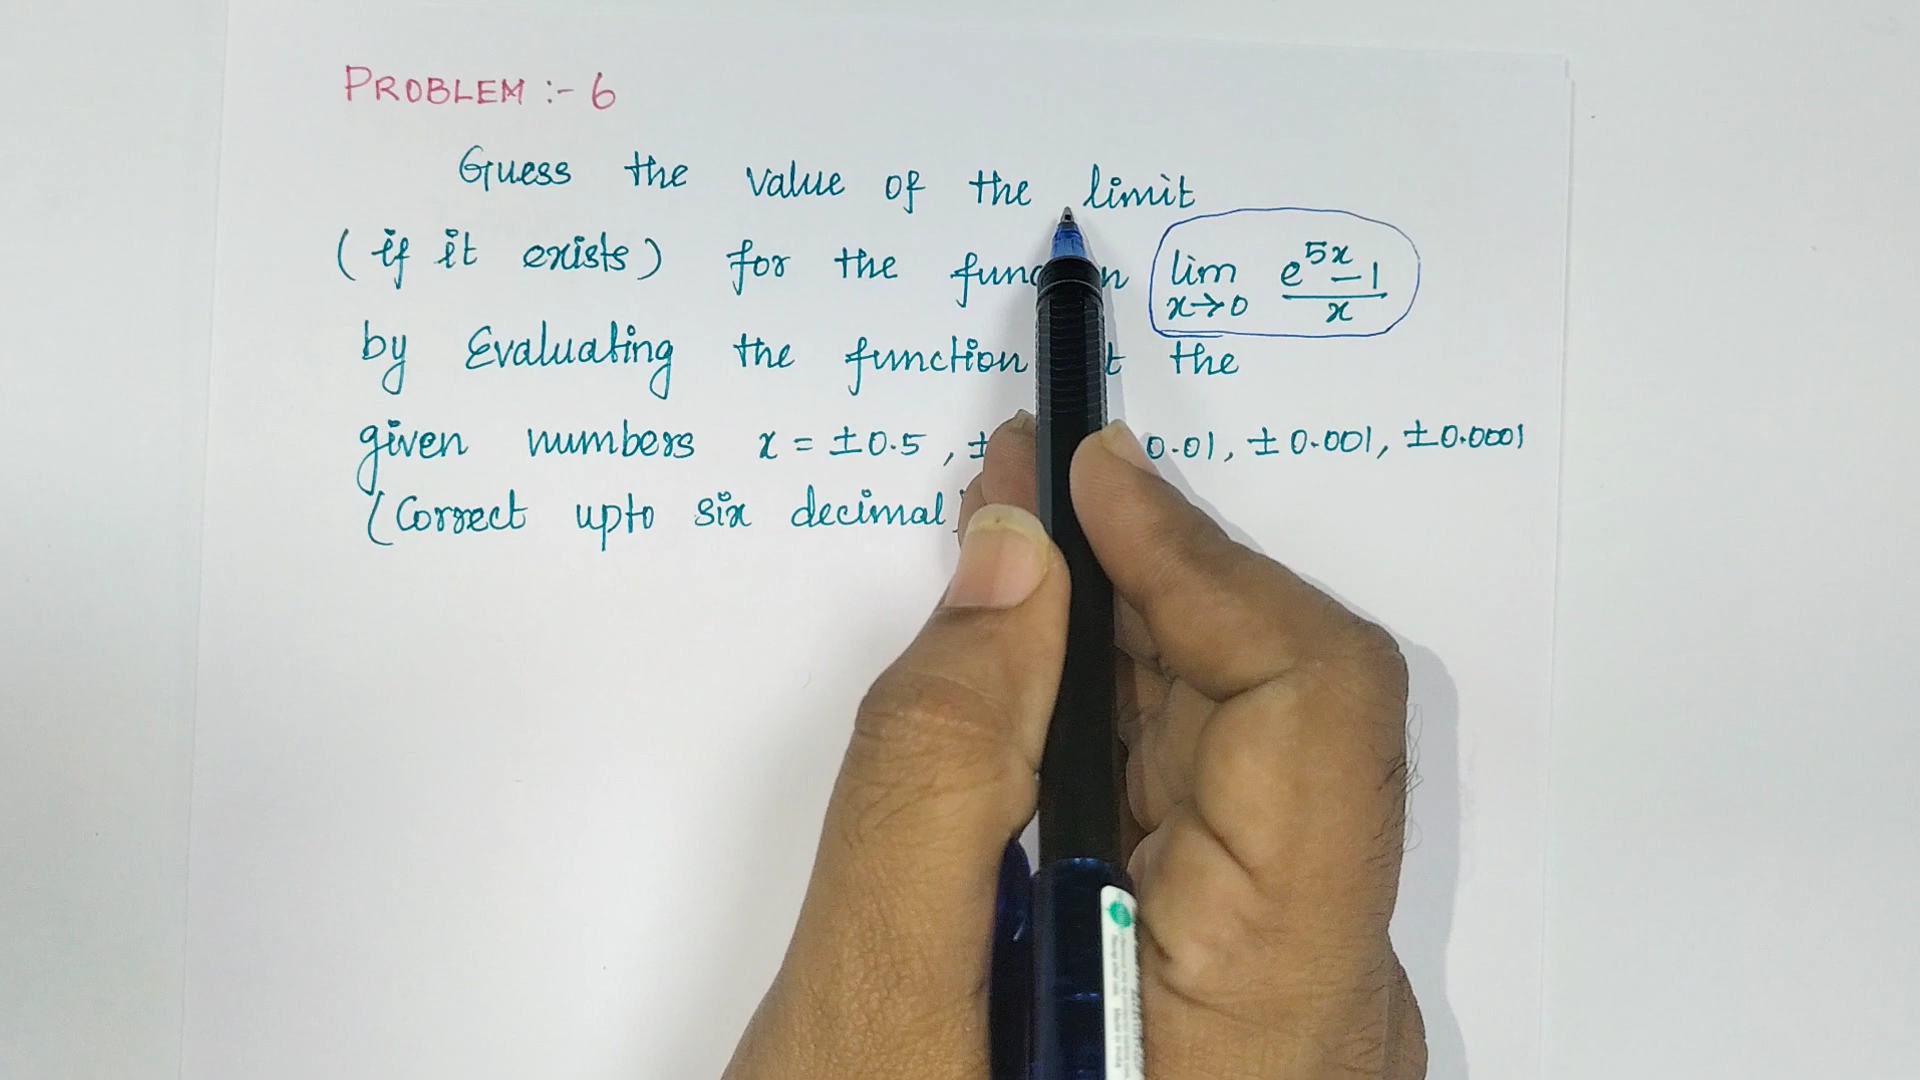 PROBLEM :- 6
Guess the value of the limit
(if it exists) for the lim x→0 e^5x - 1 / x
by Evaluating the function the
given numbers x = ±0.5, 0.01, ±0.001, ±0.0001
(Correct upto six decimal